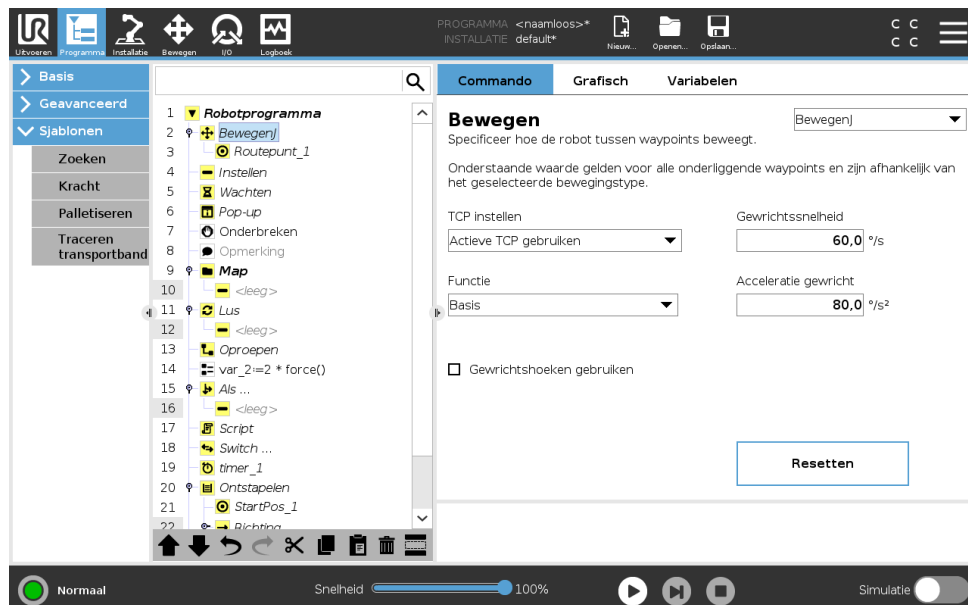 PROGRAMMA <naamloos>*
INSTALLATIE default*
C C
C C
Uitvoeren
Programma
Installatie
Bewegen
I/O
Logboek
Nieuw...
Openen...
Opslaan...
Basis
Geavanceerd
Sjablonen
Zoeken
Kracht
Palletiseren
Traceren
transportband
1 Robotprogramma
2 BewegenJ
3 Routepunt_1
4 Instellen
5 Wachten
6 Pop-up
7 Onderbreken
8 Opmerking
9 Map
10 <leeg>
11 Lus
12 <leeg>
13 Oproepen
14 var_2:=2 * force()
15 Als ...
16 <leeg>
17 Script
18 Switch ...
19 timer_1
20 Ontstapelen
21 StartPos_1
22 Richting
Commando
Grafisch
Variabelen
Bewegen
BewegenJ
Specificeer hoe de robot tussen waypoints beweegt.
Onderstaande waarde gelden voor alle onderliggende waypoints en zijn afhankelijk van
het geselecteerde bewegingstype.
TCP instellen
Gewrichtssnelheid
Actieve TCP gebruiken
60,0 °/s
Functie
Acceleratie gewricht
Basis
80,0 °/s²
Gewrichtshoeken gebruiken
Resetten
Normaal
Snelheid
100%
Simulatie